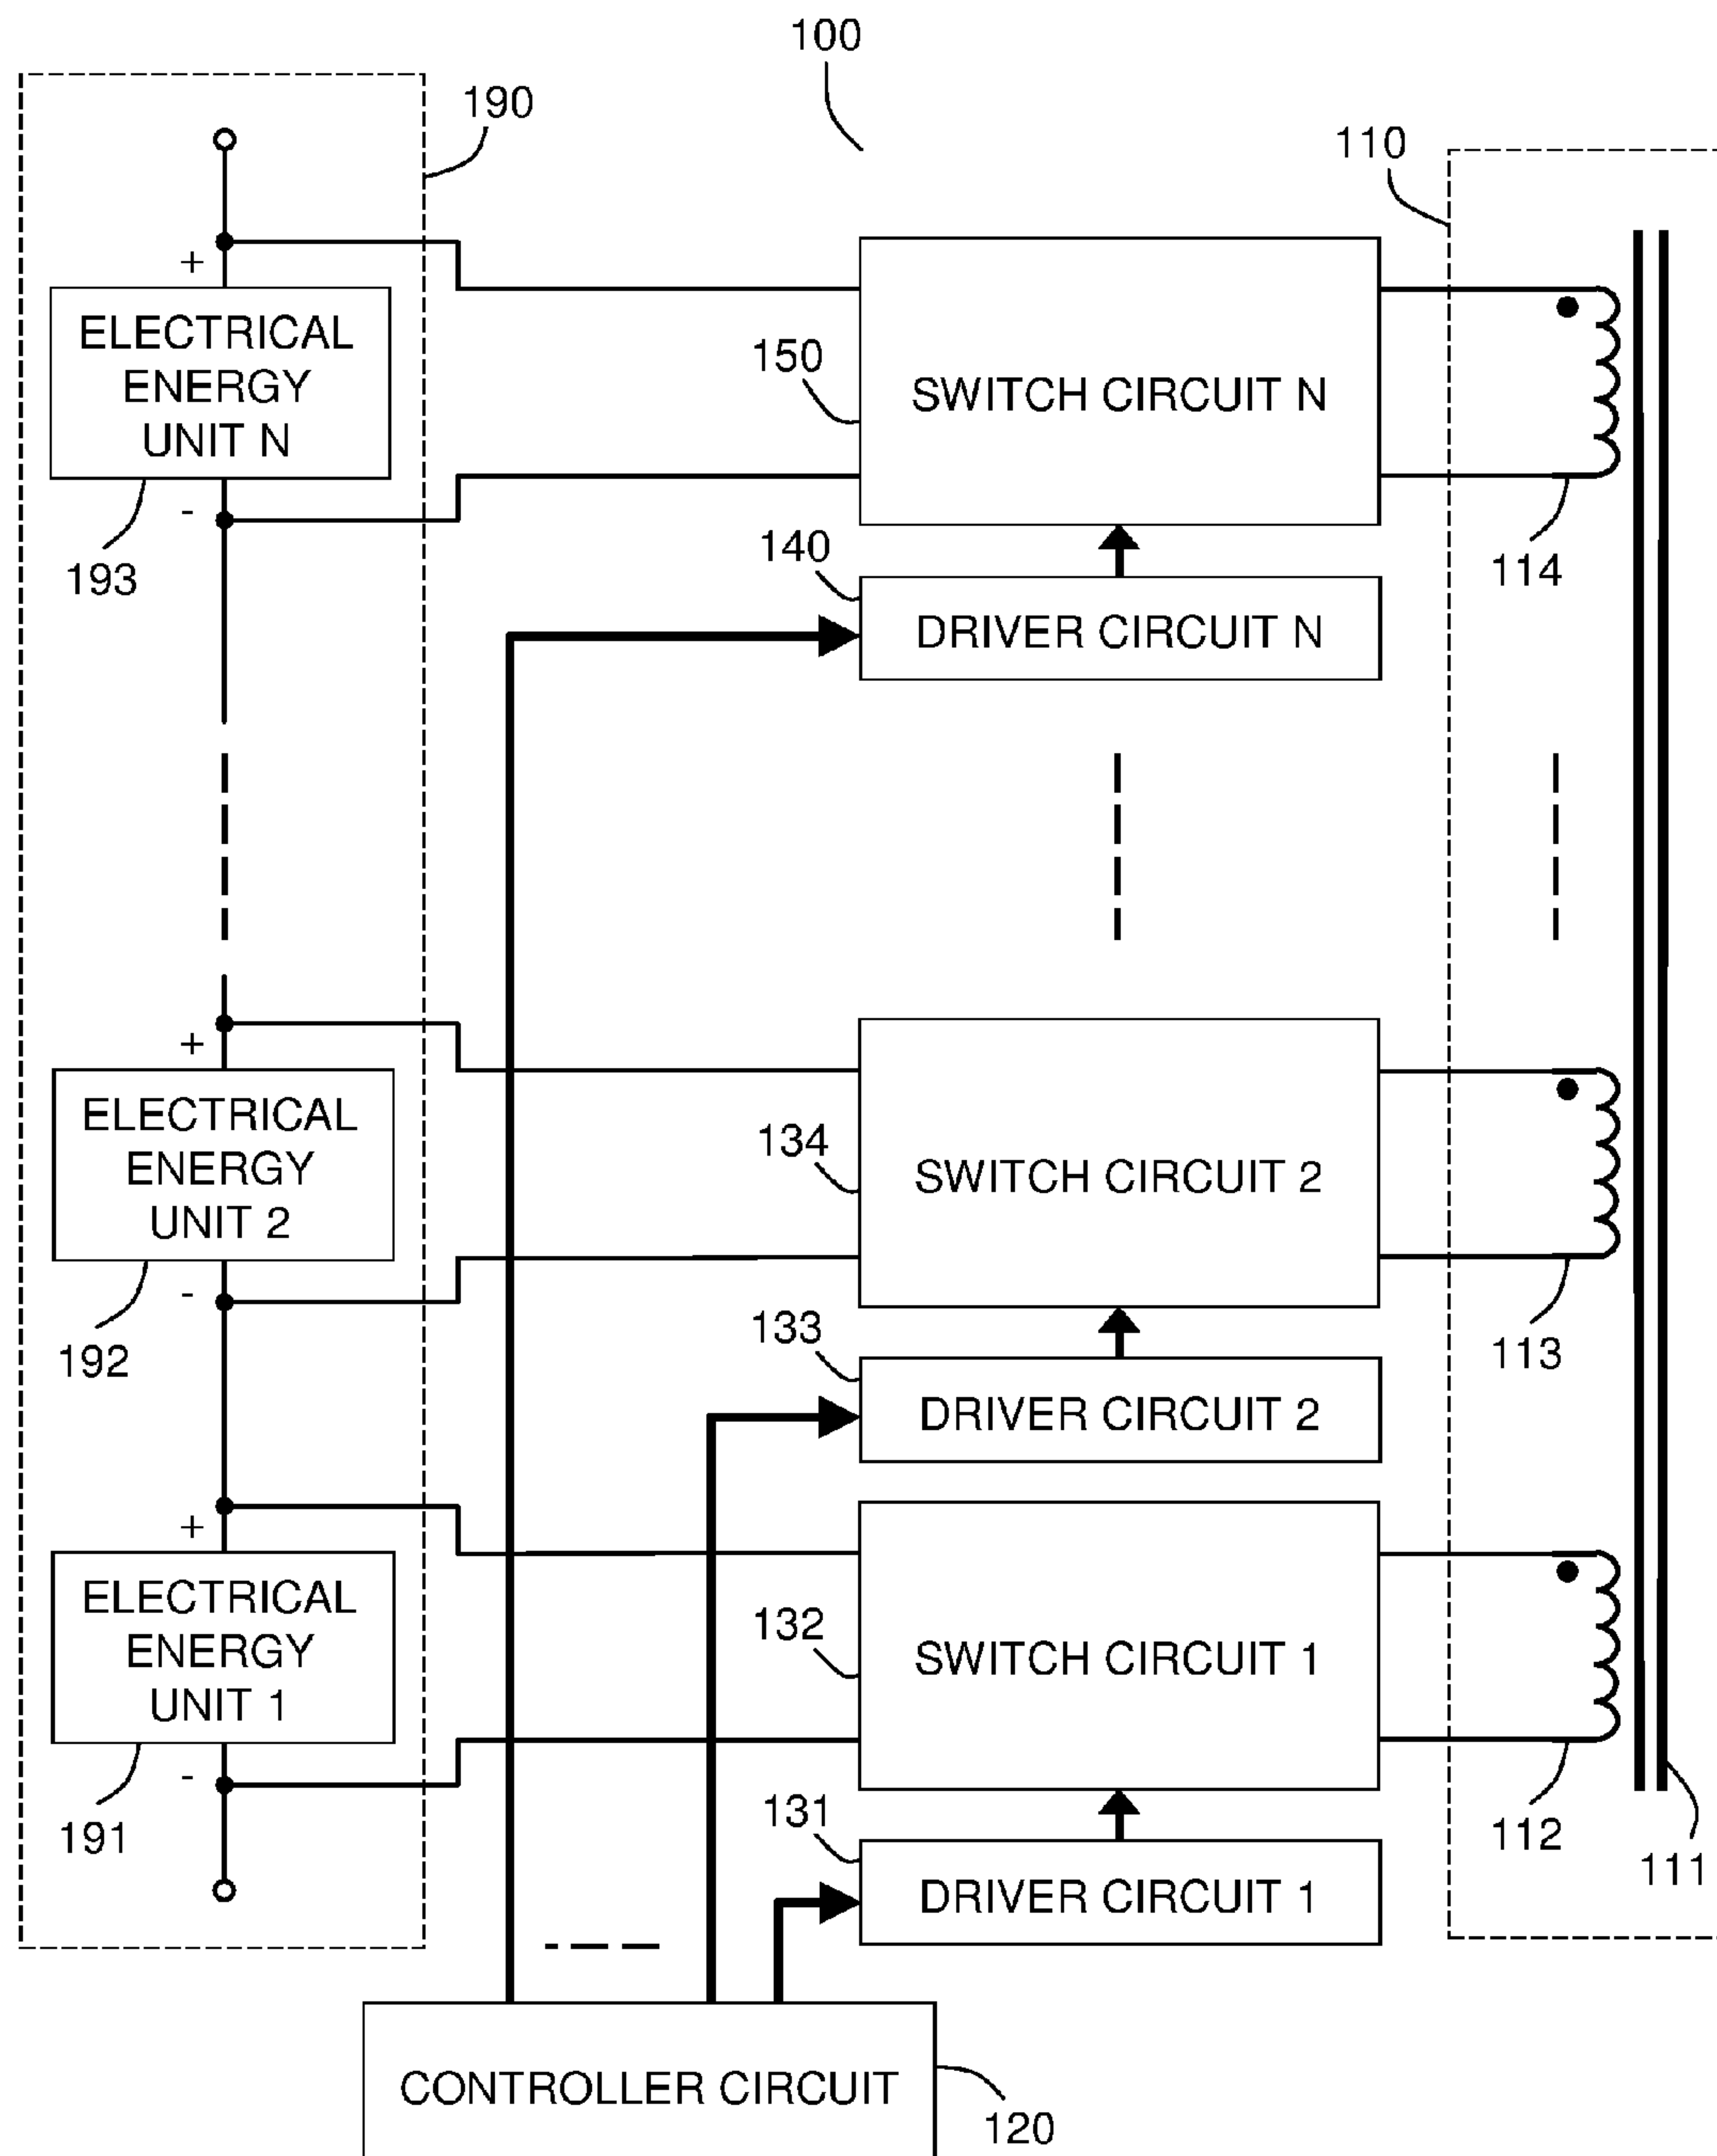 100
190
110
+
ELECTRICAL
ENERGY
UNIT N
-
193
150
SWITCH CIRCUIT N
114
140
DRIVER CIRCUIT N
+
ELECTRICAL
ENERGY
UNIT 2
-
192
134
SWITCH CIRCUIT 2
113
133
DRIVER CIRCUIT 2
+
ELECTRICAL
ENERGY
UNIT 1
-
191
132
SWITCH CIRCUIT 1
112
111
131
DRIVER CIRCUIT 1
CONTROLLER CIRCUIT
120